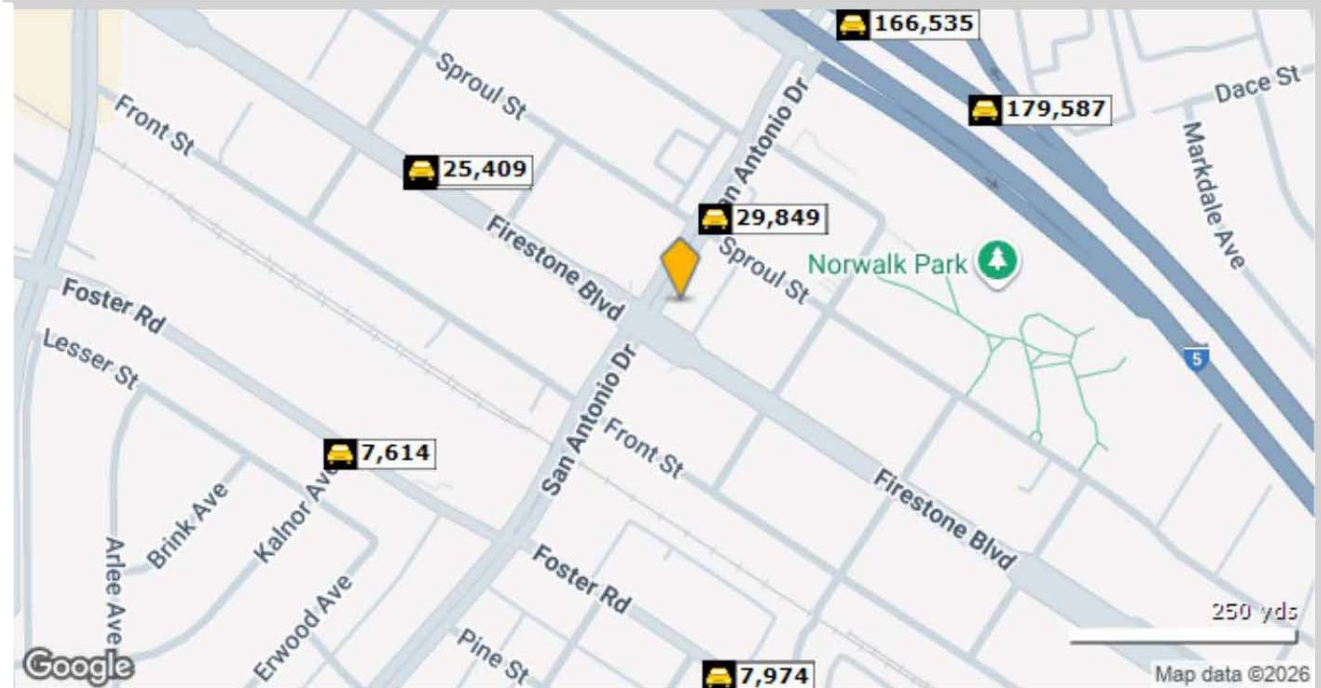 166,535
Sproul St
179,587
Dace St
Front St
San Antonio Dr
Markdale Ave
25,409
29,849
Firestone Blvd
Sproul St
Norwalk Park
Foster Rd
Lesser St
5
San Antonio Dr
Front St
7,614
Brink Ave
Kalnor Ave
Firestone Blvd
Arlee Ave
Foster Rd
Erwood Ave
250 yds
Pine St
Google
7,974
Map data ©2026